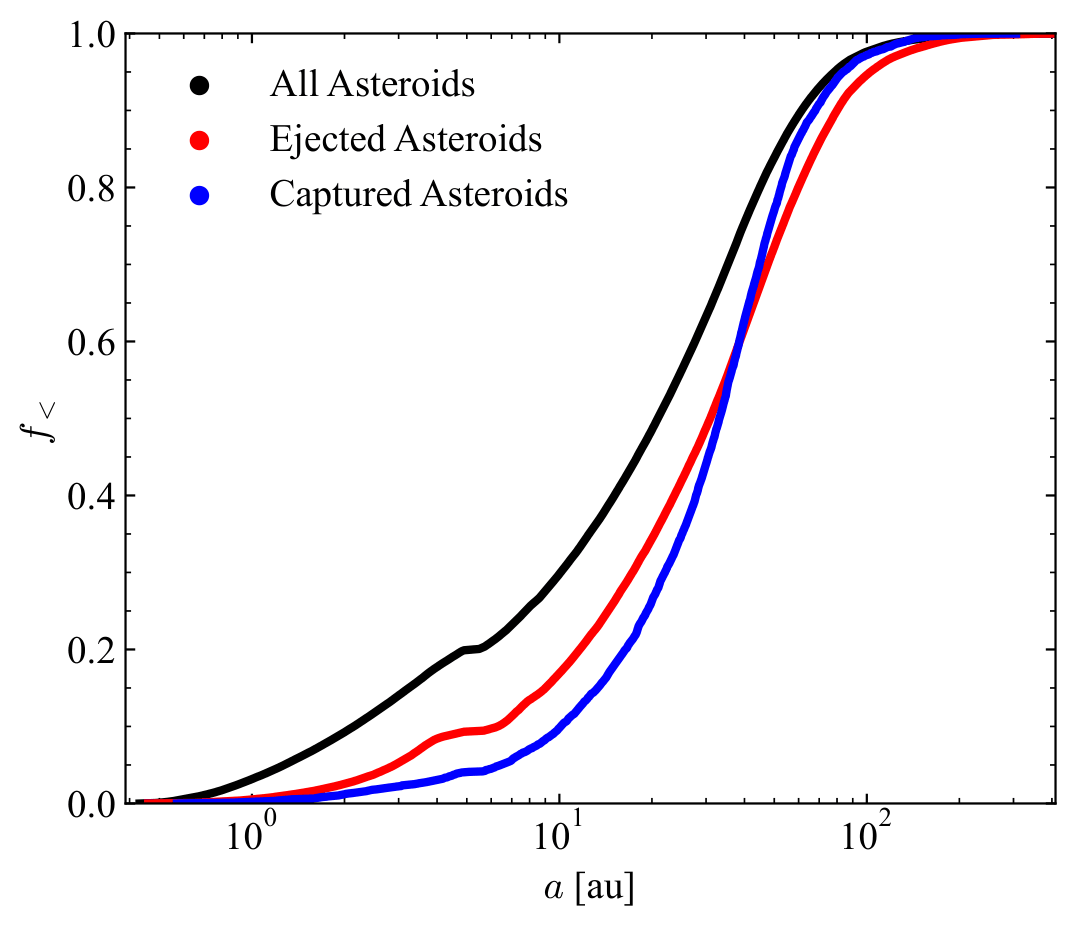 1.0
All Asteroids
Ejected Asteroids
0.8
Captured Asteroids
0.6
f<
0.4
0.2
0.0
10^0 10^1 10^2
a [au]